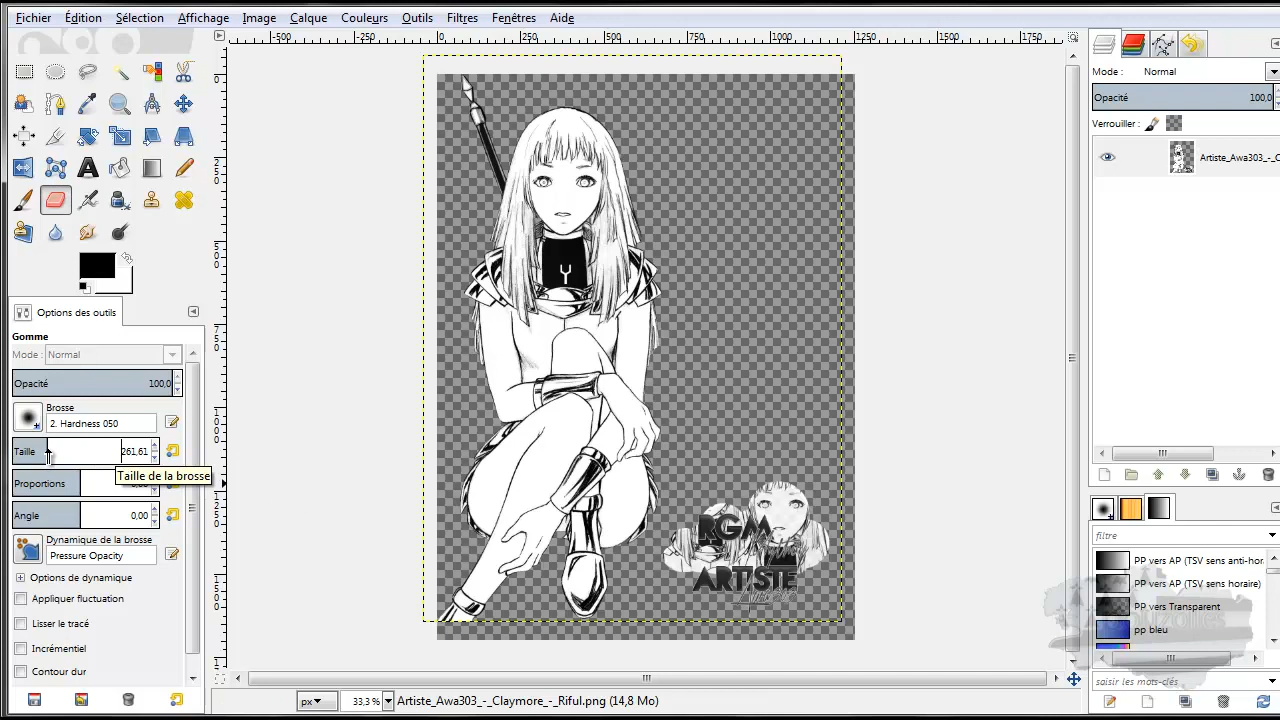 Fichier Édition Sélection Affichage Image Calque Couleurs Outils Filtres Fenêtres Aide
-500 -250 0 250 500 750 1000 1250 1500 1750
Mode : Normal
Opacité 100,0
Verrouiller :
Artiste_Awa303_-_C
Y
Options des outils
Gomme
Mode : Normal
Opacité 100,0
Brosse
2. Hardness 050
Taille 261,61
Taille de la brosse
Proportions
Angle 0,00
Dynamique de la brosse
Pressure Opacity
Options de dynamique
Appliquer fluctuation
Lisser le tracé
Incrémentiel
Contour dur
RGM
ARTISTE
filtre
PP vers AP (TSV sens anti-hor.
PP vers AP (TSV sens horaire)
PP vers Transparent
pp bleu
saisir les mots-clés
px 33,3 % Artiste_Awa303_-_Claymore_-_Riful.png (14,8 Mo)